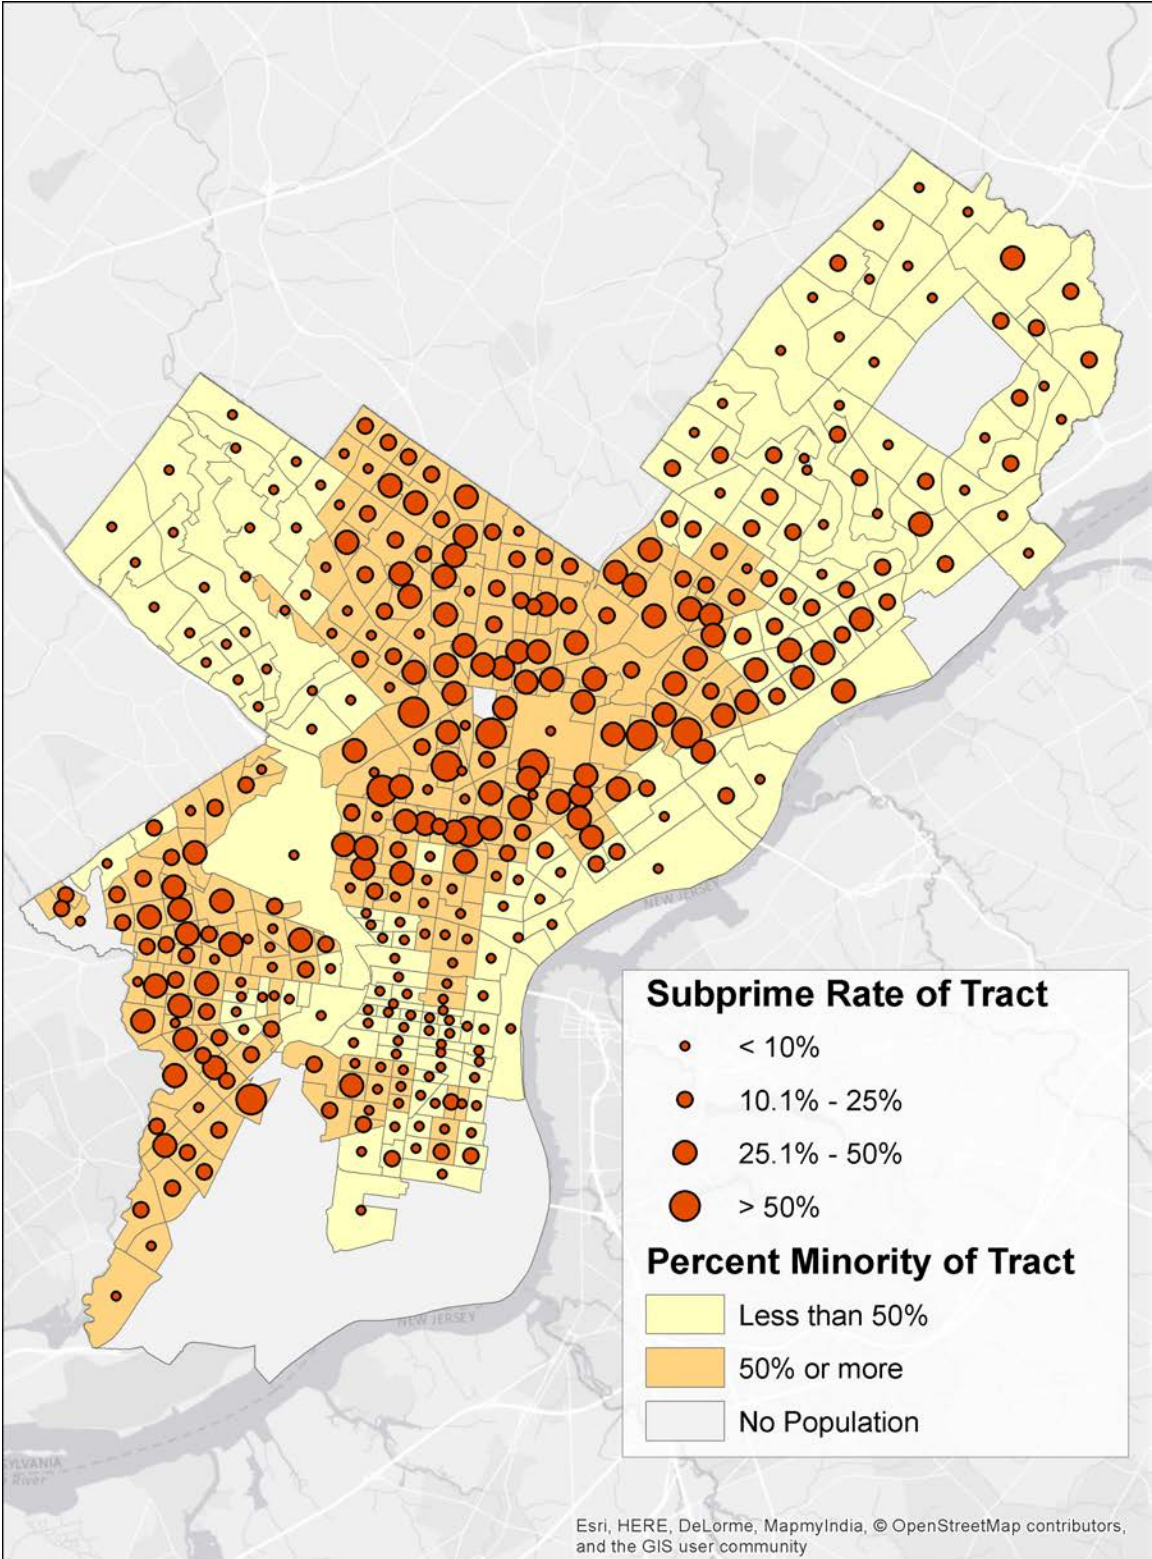 NEW JERSEY
Subprime Rate of Tract
< 10%
10.1% - 25%
25.1% - 50%
> 50%
Percent Minority of Tract
Less than 50%
50% or more
No Population
NEW JERSEY
SYLVANIA
River
Esri, HERE, DeLorme, MapmyIndia, © OpenStreetMap contributors,
and the GIS user community